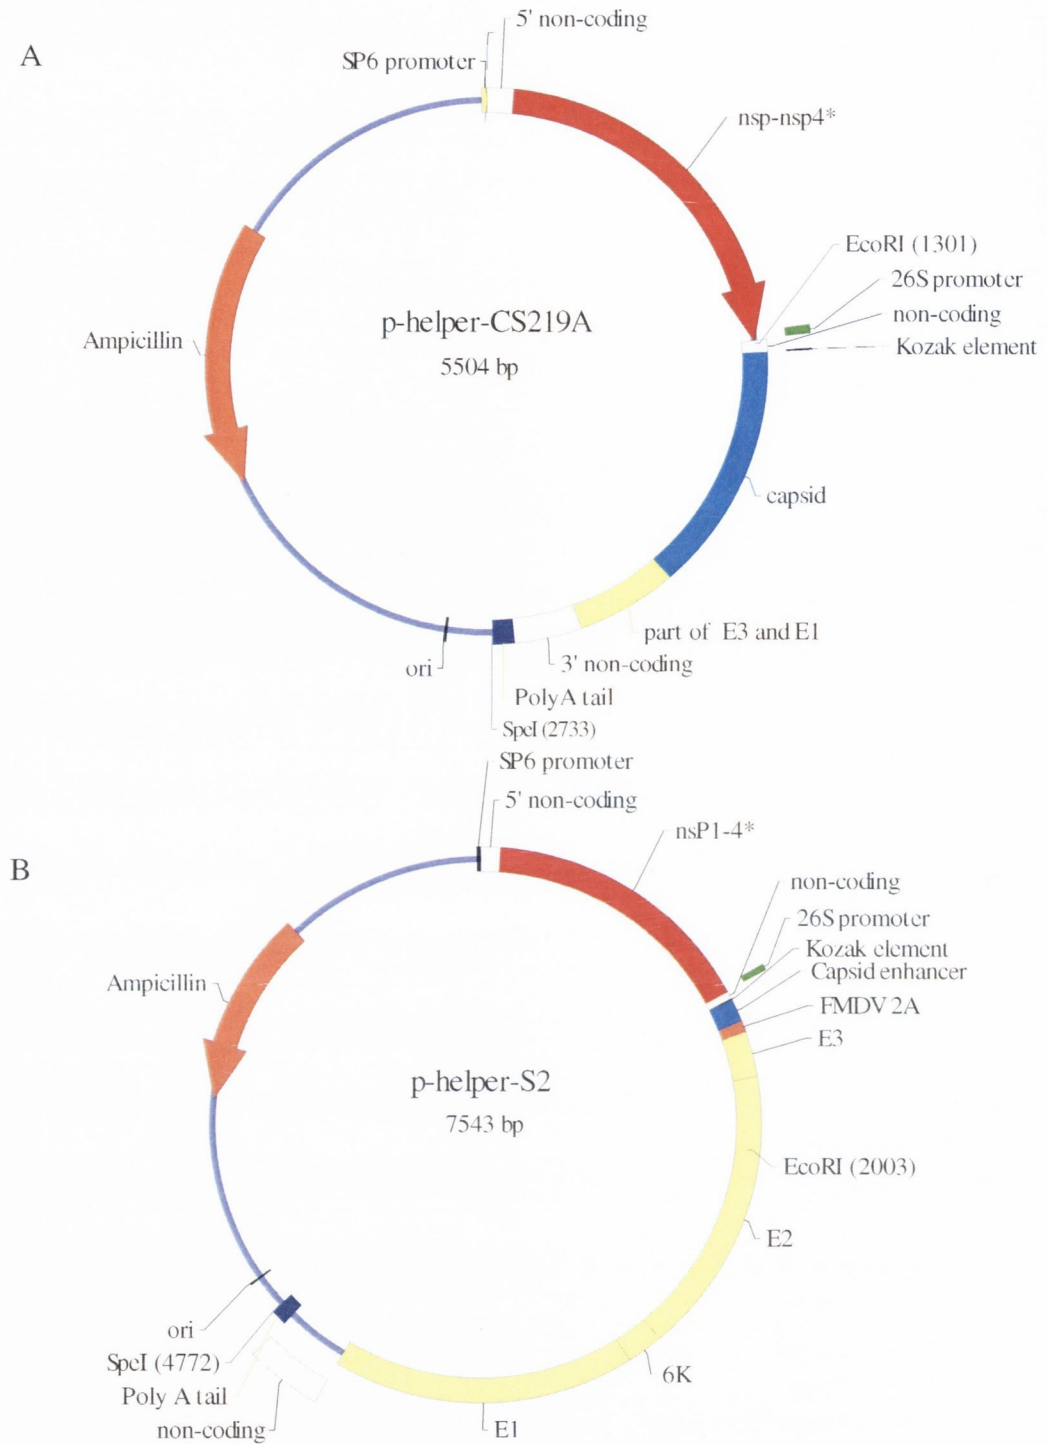 A
5' non-coding
SP6 promoter
nsp-nsp4*
EcoRI (1301)
26S promoter
non-coding
Kozak element
p-helper-CS219A
5504 bp
Ampicillin
capsid
part of E3 and E1
3' non-coding
ori
PolyA tail
SpeI (2733)
B
SP6 promoter
5' non-coding
nsP1-4*
non-coding
26S promoter
Kozak element
Capsid enhancer
FMDV 2A
E3
Ampicillin
p-helper-S2
7543 bp
EcoRI (2003)
E2
ori
SpeI (4772)
Poly A tail
non-coding
6K
E1